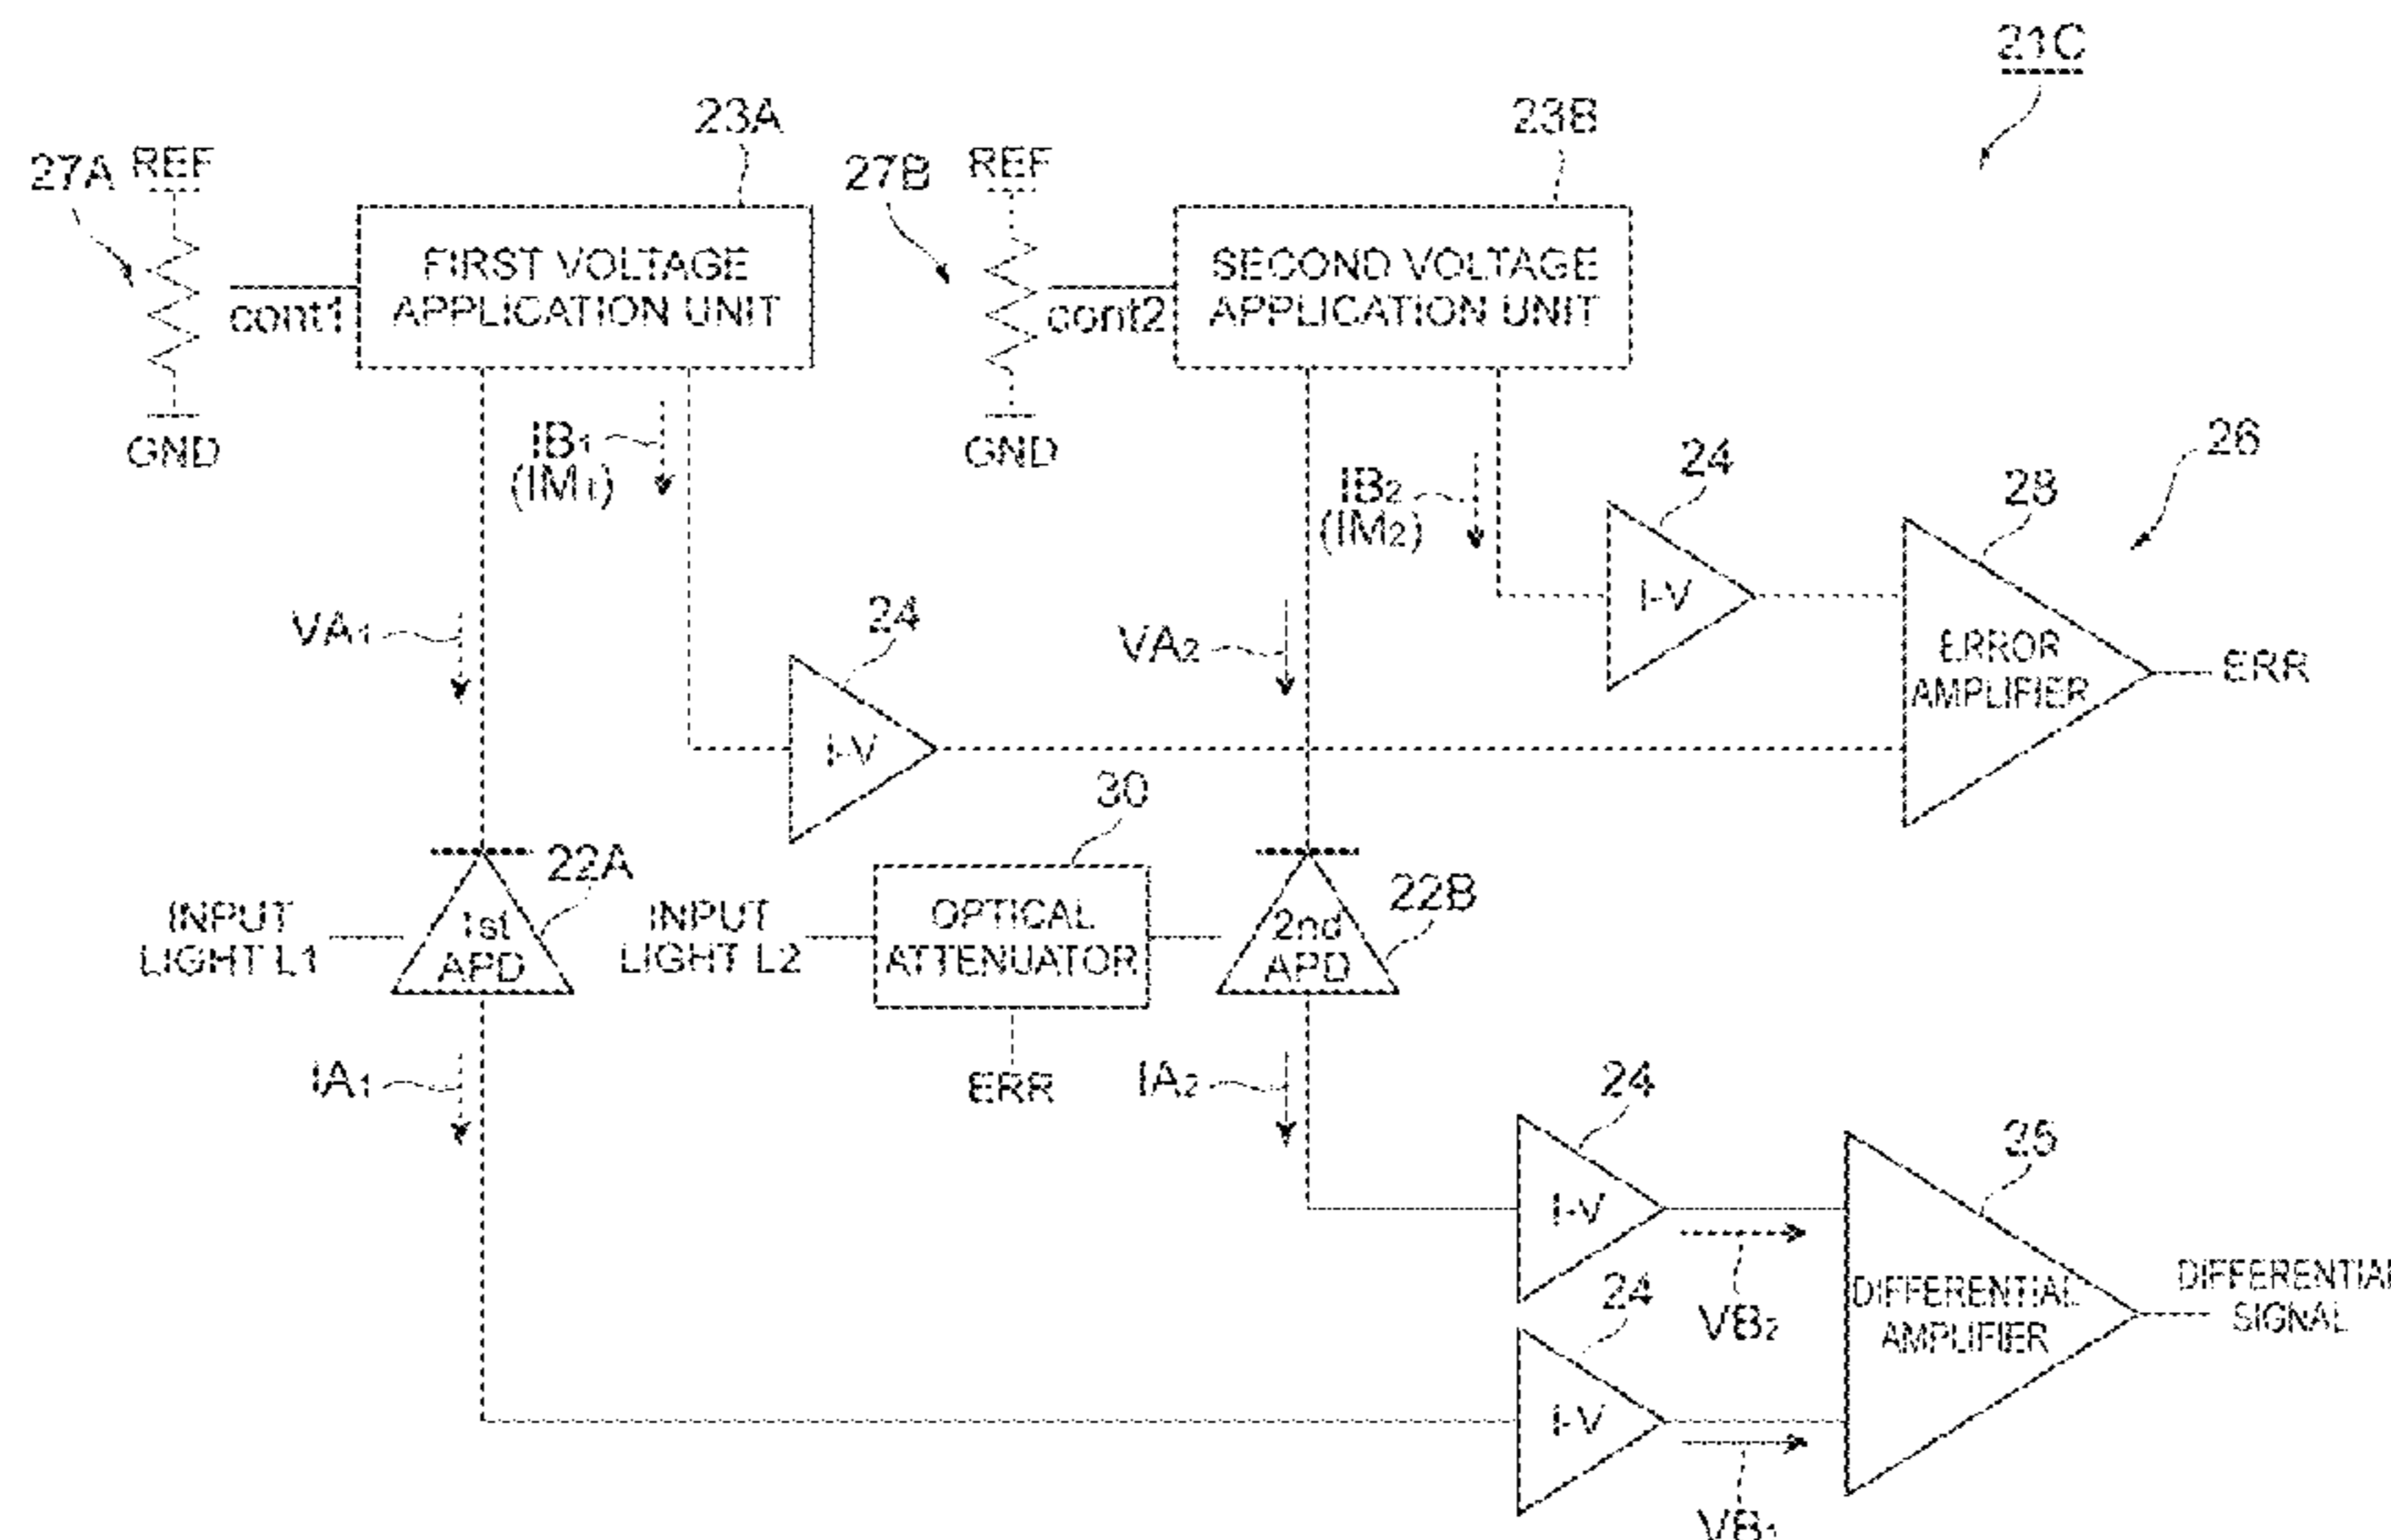 21C
23A
23B
27A
REF
27B
REF
FIRST VOLTAGE
APPLICATION UNIT
cont1
SECOND VOLTAGE
APPLICATION UNIT
cont2
GND
GND
IB1
(IM1)
IB2
(IM2)
24
28
26
I-V
VA1
24
VA2
ERROR
AMPLIFIER
ERR
I-V
30
22A
22B
INPUT
LIGHT L1
1st
APD
INPUT
LIGHT L2
OPTICAL
ATTENUATOR
2nd
APD
IA1
ERR
IA2
24
25
I-V
VB2
24
DIFFERENTIAL
AMPLIFIER
DIFFERENTIAL
SIGNAL
I-V
VB1